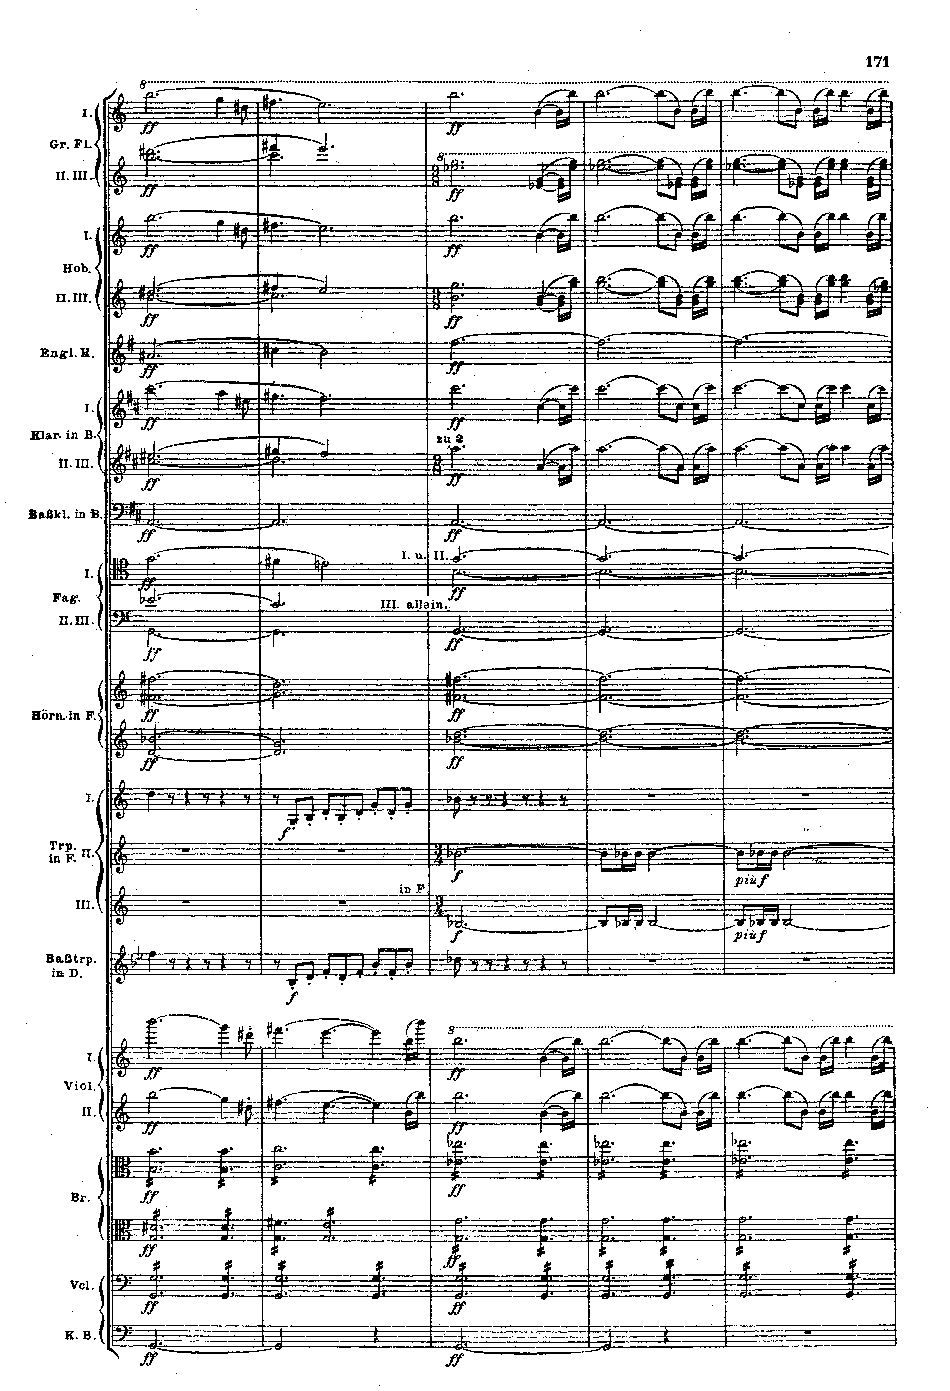 171
8
I.
ff
ff
Gr. Fl.
8
II. III.
ff
ff
I.
ff
ff
Hob.
II. III.
ff
ff
Engl. H.
ff
ff
I.
ff
ff
Klar. in B.
zu 2
II. III.
ff
ff
Baßkl. in B.
ff
ff
I. u. II.
I.
ff
ff
Fag.
III. allein.
II. III.
ff
ff
Hörn. in F.
ff
ff
ff
ff
I.
f
Trp. in F. II.
f
più f
in F
III.
f
più f
Baßtrp. in D.
f
8
I.
ff
ff
Viol.
II.
ff
ff
ff
ff
Br.
ff
ff
Vcl.
ff
ff
K. B.
ff
ff